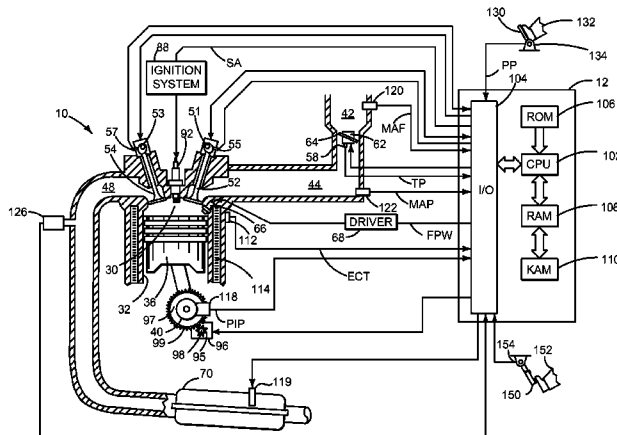 130
132
134
88
SA
PP
IGNITION
SYSTEM
104
12
53
51
42
120
ROM
106
10
57
92
55
64
62
MAF
54
58
CPU
102
48
52
44
TP
MAP
I/O
126
122
RAM
108
66
DRIVER
112
68
FPW
30
KAM
110
ECT
36
114
32
118
97
40
PIP
99
98
95
96
154
152
70
119
150